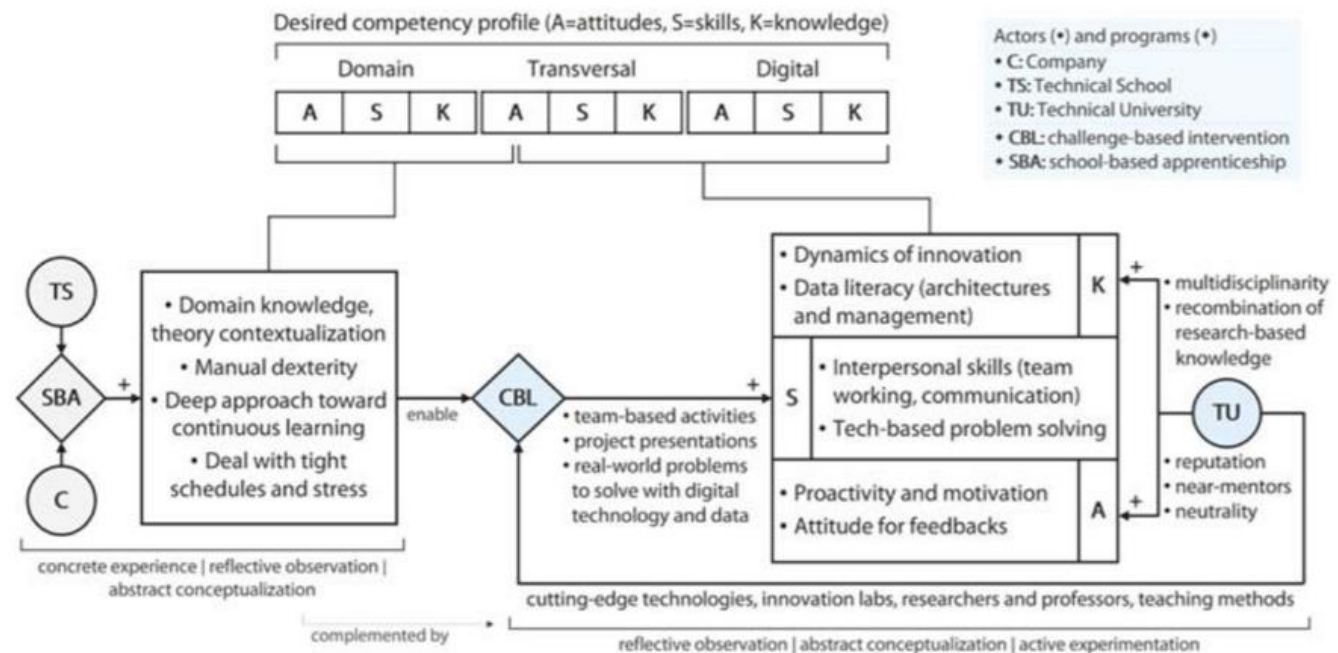 Desired competency profile (A=attitudes, S=skills, K=knowledge)
Domain
Transversal
Digital
A S K A S K A S K
Actors (•) and programs (◆)
• C: Company
• TS: Technical School
• TU: Technical University
◆ CBL: challenge-based intervention
◆ SBA: school-based apprenticeship
TS
SBA
C
+
• Domain knowledge,
theory contextualization
• Manual dexterity
• Deep approach toward
continuous learning
• Deal with tight
schedules and stress
enable
CBL
+
• team-based activities
• project presentations
• real-world problems
to solve with digital
technology and data
• Dynamics of innovation
• Data literacy (architectures
and management)
K
S
• Interpersonal skills (team
working, communication)
• Tech-based problem solving
• Proactivity and motivation
• Attitude for feedbacks
A
+
• multidisciplinarity
• recombination of
research-based
knowledge
TU
+
• reputation
• near-mentors
• neutrality
concrete experience | reflective observation |
abstract conceptualization
cutting-edge technologies, innovation labs, researchers and professors, teaching methods
complemented by
reflective observation | abstract conceptualization | active experimentation